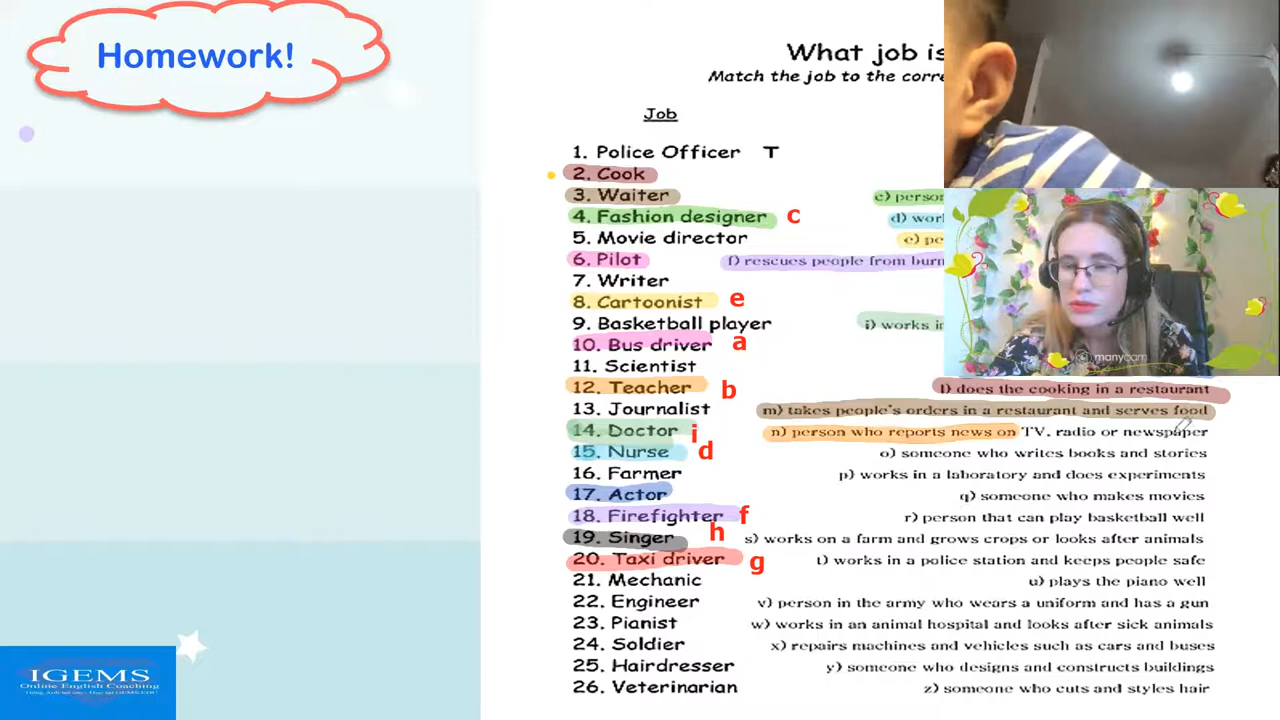 Homework!
What job is
Match the job to the corre
Job
1. Police Officer T
2. Cook
3. Waiter
c) person
4. Fashion designer c
d) wor
5. Movie director
e) pe
6. Pilot
f) rescues people from burn
7. Writer
8. Cartoonist e
9. Basketball player
i) works in
10. Bus driver a
11. Scientist
12. Teacher b
l) does the cooking in a restaurant
13. Journalist
m) takes people's orders in a restaurant and serves food
14. Doctor i
n) person who reports news on TV, radio or newspaper
15. Nurse d
o) someone who writes books and stories
16. Farmer
p) works in a laboratory and does experiments
17. Actor
q) someone who makes movies
18. Firefighter f
r) person that can play basketball well
19. Singer h
s) works on a farm and grows crops or looks after animals
20. Taxi driver g
t) works in a police station and keeps people safe
21. Mechanic
u) plays the piano well
22. Engineer
v) person in the army who wears a uniform and has a gun
23. Pianist
w) works in an animal hospital and looks after sick animals
24. Soldier
x) repairs machines and vehicles such as cars and buses
25. Hairdresser
y) someone who designs and constructs buildings
26. Veterinarian
z) someone who cuts and styles hair
manycam
IGEMS
Online English Coaching